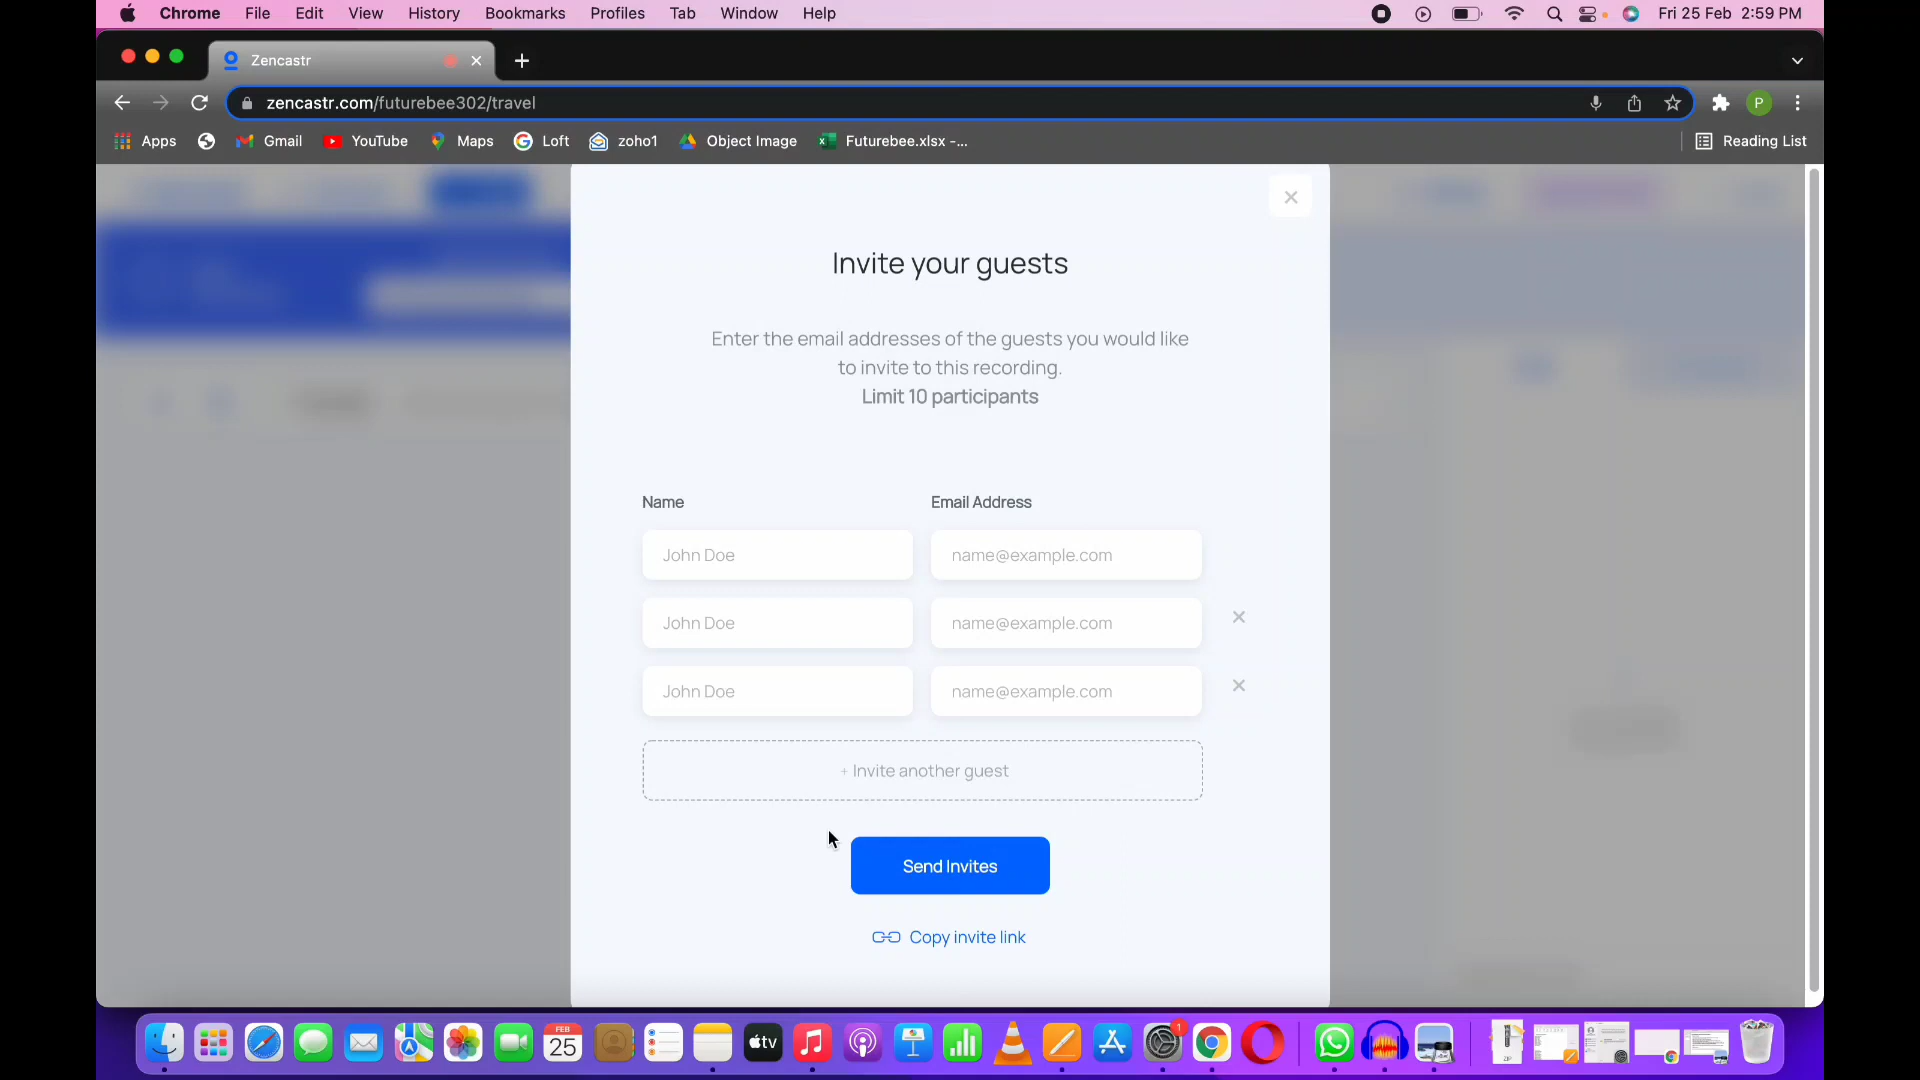 Chrome File Edit View History Bookmarks Profiles Tab Window Help Fri 25 Feb 2:59 PM
Zencastr
zencastr.com/futurebee302/travel P
Apps Gmail YouTube Maps Loft zoho1 Object Image Futurebee.xlsx -... Reading List
Invite your guests
Enter the email addresses of the guests you would like
to invite to this recording.
Limit 10 participants
Name Email Address
John Doe name@example.com
John Doe name@example.com
John Doe name@example.com
+ Invite another guest
Send Invites
Copy invite link
FEB
25
tv
1
ZIP